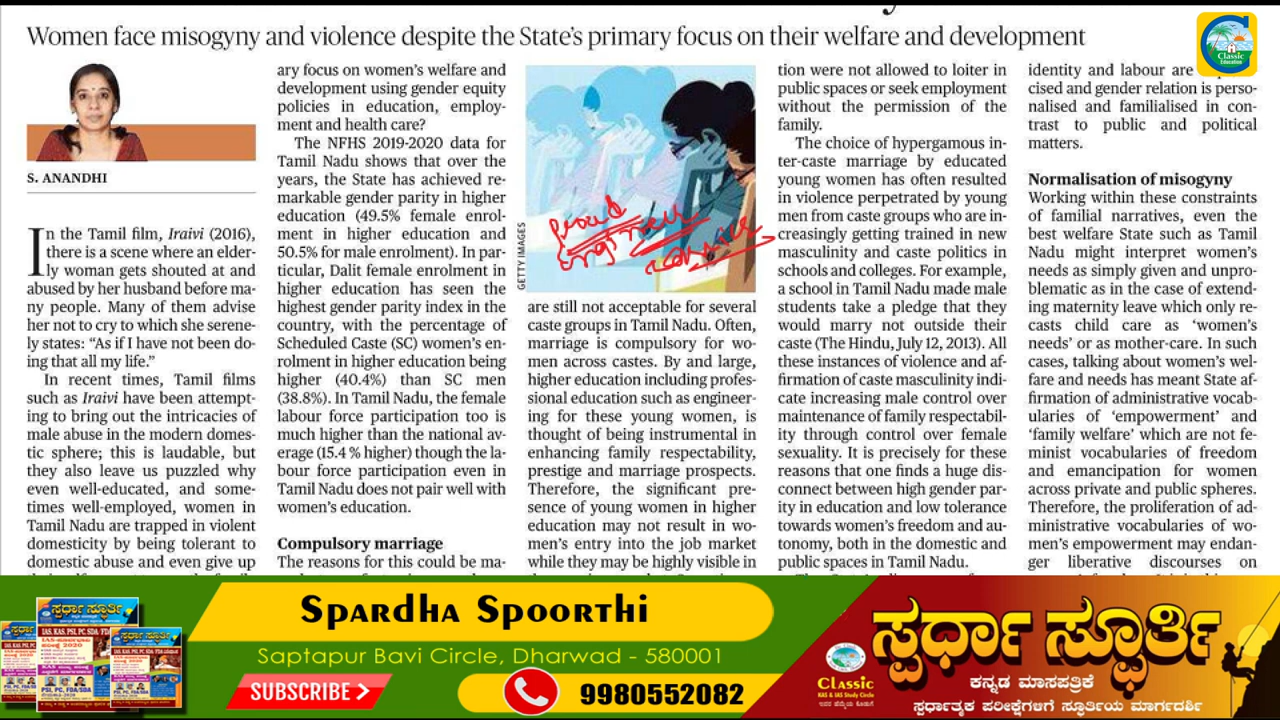 Women face misogyny and violence despite the State's primary focus on their welfare and development
Classic
Education
S. ANANDHI
In the Tamil film, Iraivi (2016),
there is a scene where an elder-
ly woman gets shouted at and
abused by her husband before ma-
ny people. Many of them advise
her not to cry to which she serene-
ly states: “As if I have not been do-
ing that all my life.”
In recent times, Tamil films
such as Iraivi have been attempt-
ing to bring out the intricacies of
male abuse in the modern domes-
tic sphere; this is laudable, but
they also leave us puzzled why
even well-educated, and some-
times well-employed, women in
Tamil Nadu are trapped in violent
domesticity by being tolerant to
domestic abuse and even give up
ary focus on women's welfare and
development using gender equity
policies in education, employ-
ment and health care?
The NFHS 2019-2020 data for
Tamil Nadu shows that over the
years, the State has achieved re-
markable gender parity in higher
education (49.5% female enrol-
ment in higher education and
50.5% for male enrolment). In par-
ticular, Dalit female enrolment in
higher education has seen the
highest gender parity index in the
country, with the percentage of
Scheduled Caste (SC) women's en-
rolment in higher education being
higher (40.4%) than SC men
(38.8%). In Tamil Nadu, the female
labour force participation too is
much higher than the national av-
erage (15.4 % higher) though the la-
bour force participation even in
Tamil Nadu does not pair well with
women's education.
Compulsory marriage
The reasons for this could be ma-
GETTY IMAGES
are still not acceptable for several
caste groups in Tamil Nadu. Often,
marriage is compulsory for wo-
men across castes. By and large,
higher education including profes-
sional education such as engineer-
ing for these young women, is
thought of being instrumental in
enhancing family respectability,
prestige and marriage prospects.
Therefore, the significant pre-
sence of young women in higher
education may not result in wo-
men's entry into the job market
while they may be highly visible in
tion were not allowed to loiter in
public spaces or seek employment
without the permission of the
family.
The choice of hypergamous in-
ter-caste marriage by educated
young women has often resulted
in violence perpetrated by young
men from caste groups who are in-
creasingly getting trained in new
masculinity and caste politics in
schools and colleges. For example,
a school in Tamil Nadu made male
students take a pledge that they
would marry not outside their
caste (The Hindu, July 12, 2013). All
these instances of violence and af-
firmation of caste masculinity indi-
cate increasing male control over
maintenance of family respectabil-
ity through control over female
sexuality. It is precisely for these
reasons that one finds a huge dis-
connect between high gender par-
ity in education and low tolerance
towards women's freedom and au-
tonomy, both in the domestic and
public spaces in Tamil Nadu.
identity and labour are
cised and gender relation is perso-
nalised and familialised in con-
trast to public and political
matters.
Normalisation of misogyny
Working within these constraints
of familial narratives, even the
best welfare State such as Tamil
Nadu might interpret women's
needs as simply given and unpro-
blematic as in the case of extend-
ing maternity leave which only re-
casts child care as ‘women's
needs’ or as mother-care. In such
cases, talking about women's wel-
fare and needs has meant State af-
firmation of administrative vocab-
ularies of ‘empowerment’ and
‘family welfare’ which are not fe-
minist vocabularies of freedom
and emancipation for women
across private and public spheres.
Therefore, the proliferation of ad-
ministrative vocabularies of wo-
men's empowerment may endan-
ger liberative discourses on
ಸ್ಪರ್ಧಾ ಸ್ಫೂರ್ತಿ
Spardha Spoorthi
Saptapur Bavi Circle, Dharwad - 580001
SUBSCRIBE
9980552082
Classic
KAS & IAS Study Circle
ಸ್ಪರ್ಧಾ ಸ್ಫೂರ್ತಿ
ಕನ್ನಡ ಮಾಸಪತ್ರಿಕೆ
ಸ್ಪರ್ಧಾತ್ಮಕ ಪರೀಕ್ಷೆಗಳಿಗೆ ಸ್ಫೂರ್ತಿಯ ಮಾರ್ಗದರ್ಶಿ